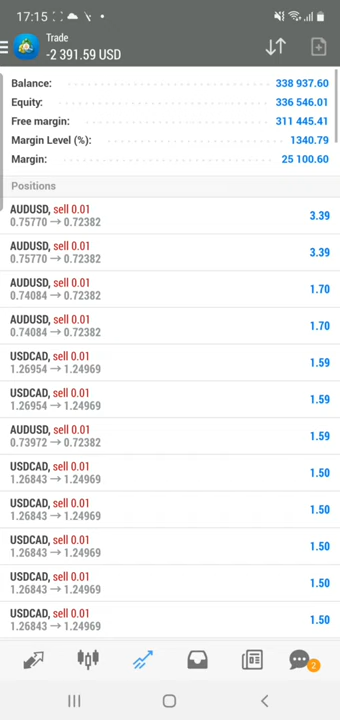 17:15
Trade
-2 391.59 USD
Balance: 338 937.60
Equity: 336 546.01
Free margin: 311 445.41
Margin Level (%): 1340.79
Margin: 25 100.60
Positions
AUDUSD, sell 0.01
0.75770 → 0.72382 3.39
AUDUSD, sell 0.01
0.75770 → 0.72382 3.39
AUDUSD, sell 0.01
0.74084 → 0.72382 1.70
AUDUSD, sell 0.01
0.74084 → 0.72382 1.70
USDCAD, sell 0.01
1.26954 → 1.24969 1.59
USDCAD, sell 0.01
1.26954 → 1.24969 1.59
AUDUSD, sell 0.01
0.73972 → 0.72382 1.59
USDCAD, sell 0.01
1.26843 → 1.24969 1.50
USDCAD, sell 0.01
1.26843 → 1.24969 1.50
USDCAD, sell 0.01
1.26843 → 1.24969 1.50
USDCAD, sell 0.01
1.26843 → 1.24969 1.50
USDCAD, sell 0.01
1.26843 → 1.24969 1.50
2